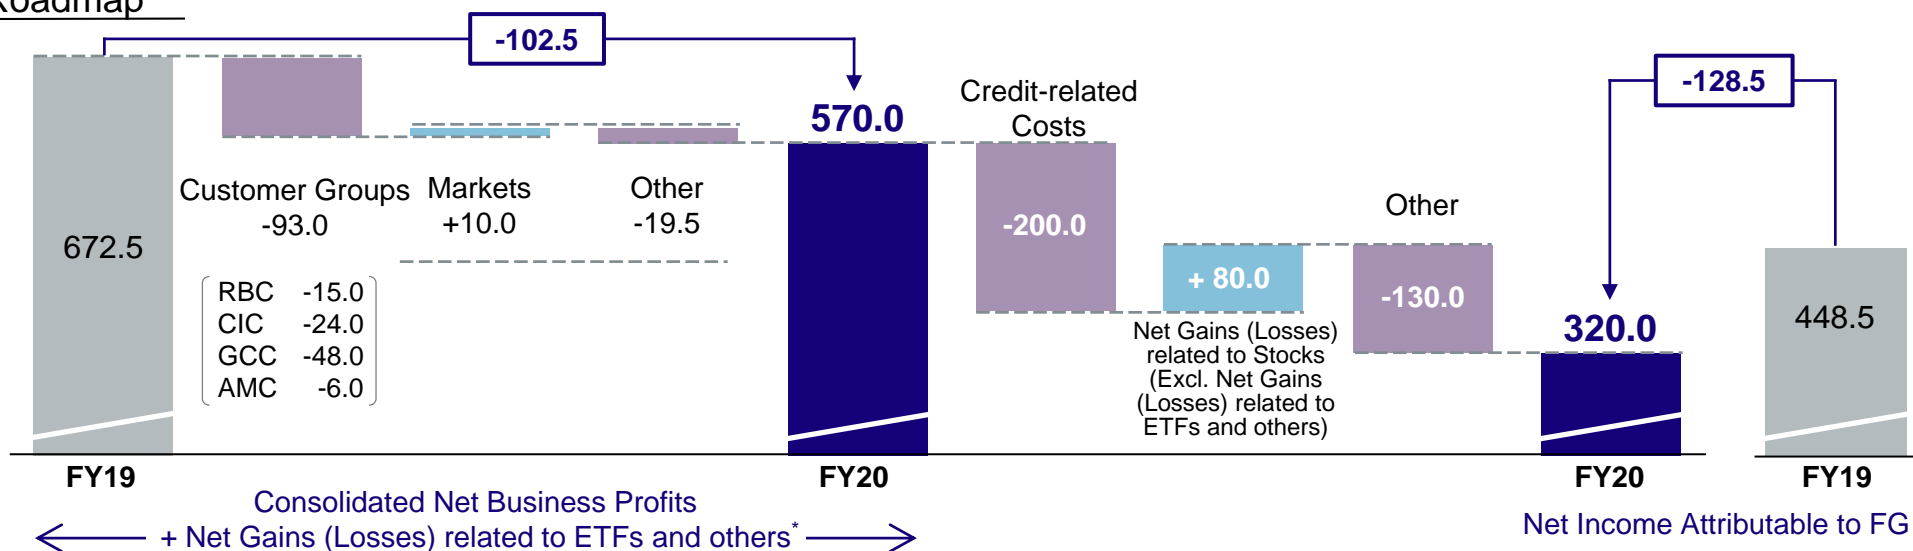 Roadmap
-102.5
-128.5
570.0
Credit-related
Costs
Customer Groups
-93.0
Markets
+10.0
Other
-19.5
672.5
RBC -15.0
CIC -24.0
GCC -48.0
AMC -6.0
-200.0
+ 80.0
Net Gains (Losses)
related to Stocks
(Excl. Net Gains
(Losses) related to
ETFs and others)
Other
-130.0
320.0
448.5
FY19
FY20
FY20
FY19
Consolidated Net Business Profits
+ Net Gains (Losses) related to ETFs and others*
Net Income Attributable to FG